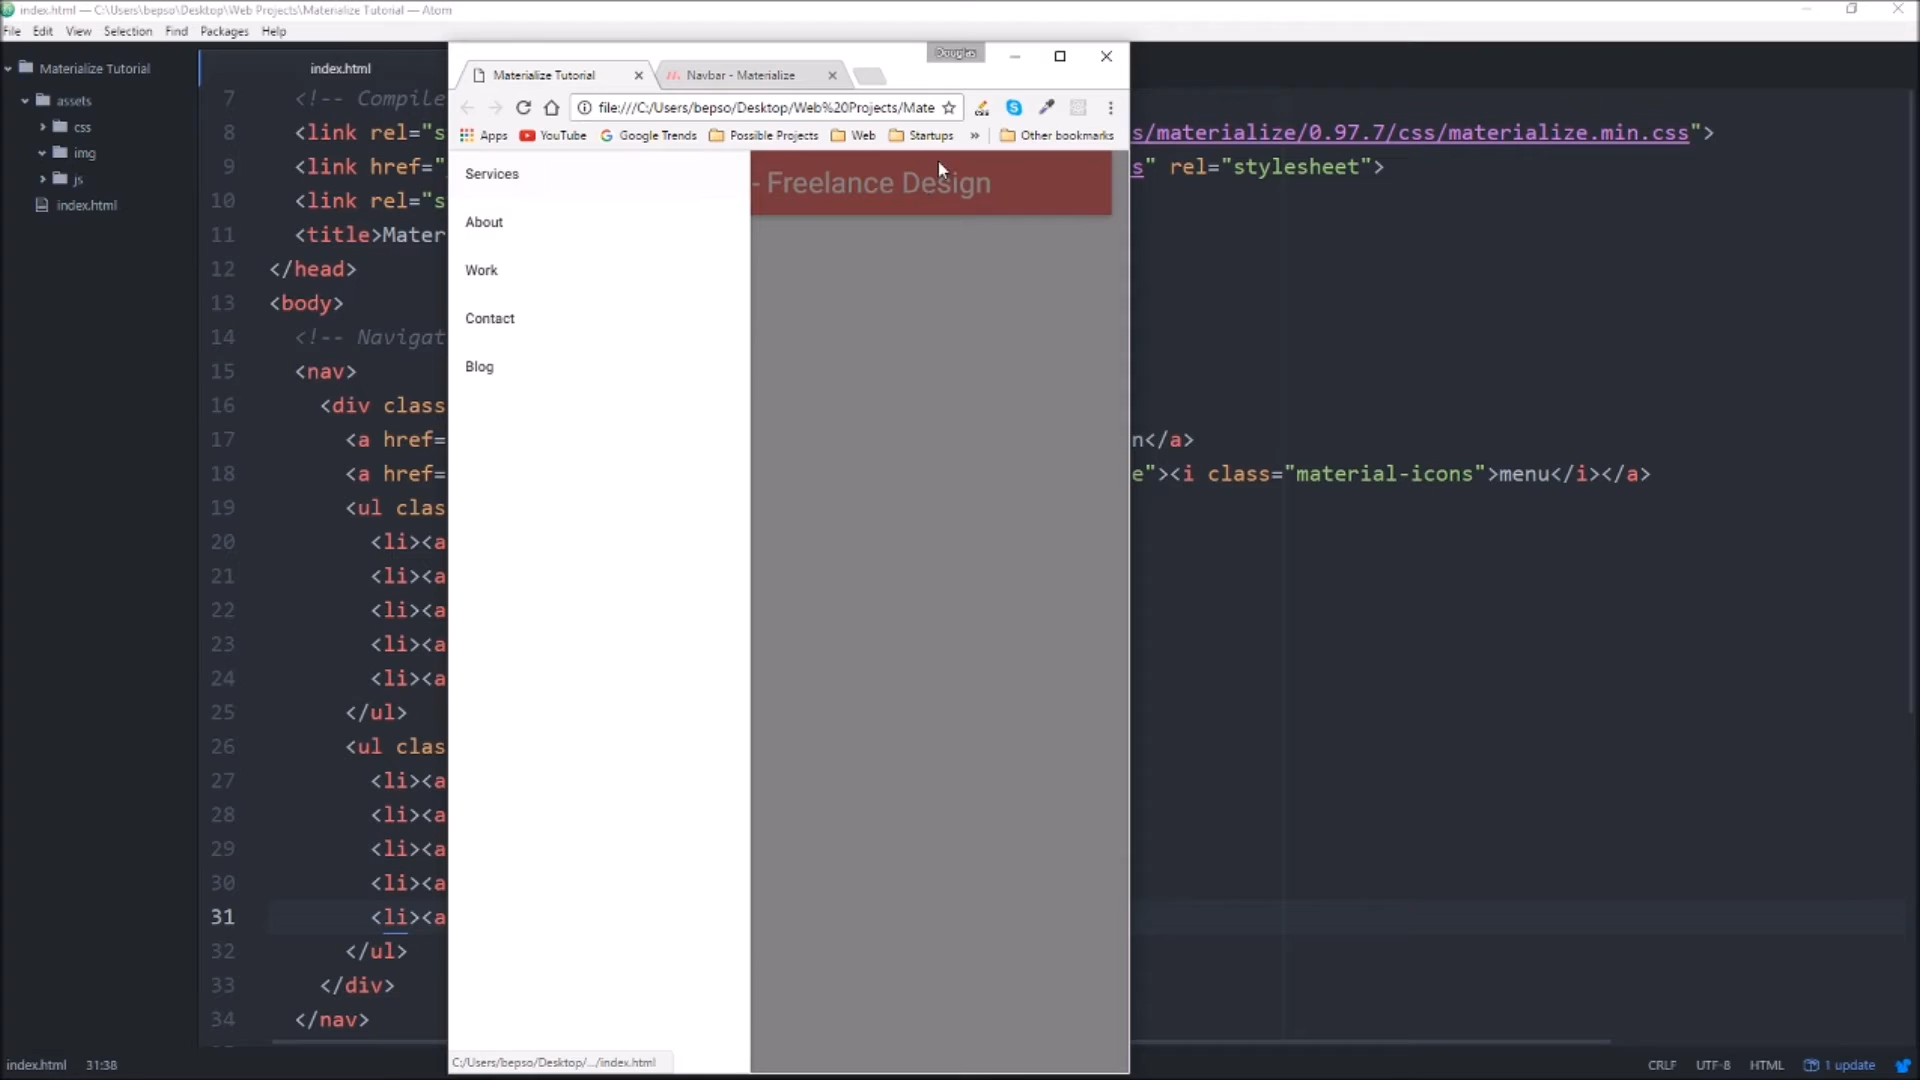 index.html — C:\Users\bepso\Desktop\Web Projects\Materialize Tutorial — Atom
File Edit View Selection Find Packages Help
Materialize Tutorial
assets
css
img
js
index.html
index.html
7 <!-- Compile
8 <link rel="s s/materialize/0.97.7/css/materialize.min.css">
9 <link href=" s" rel="stylesheet">
10 <link rel="s
11 <title>Mater
12 </head>
13 <body>
14 <!-- Navigat
15 <nav>
16 <div class
17 <a href= n</a>
18 <a href= e"><i class="material-icons">menu</i></a>
19 <ul clas
20 <li><a
21 <li><a
22 <li><a
23 <li><a
24 <li><a
25 </ul>
26 <ul clas
27 <li><a
28 <li><a
29 <li><a
30 <li><a
31 <li><a
32 </ul>
33 </div>
34 </nav>
Douglas
Materialize Tutorial Navbar - Materialize
file:///C:/Users/bepso/Desktop/Web%20Projects/Mate
Apps YouTube Google Trends Possible Projects Web Startups » Other bookmarks
Services
About
Work
Contact
Blog
- Freelance Design
C:/Users/bepso/Desktop/.../index.html
index.html 31:38 CRLF UTF-8 HTML 1 update